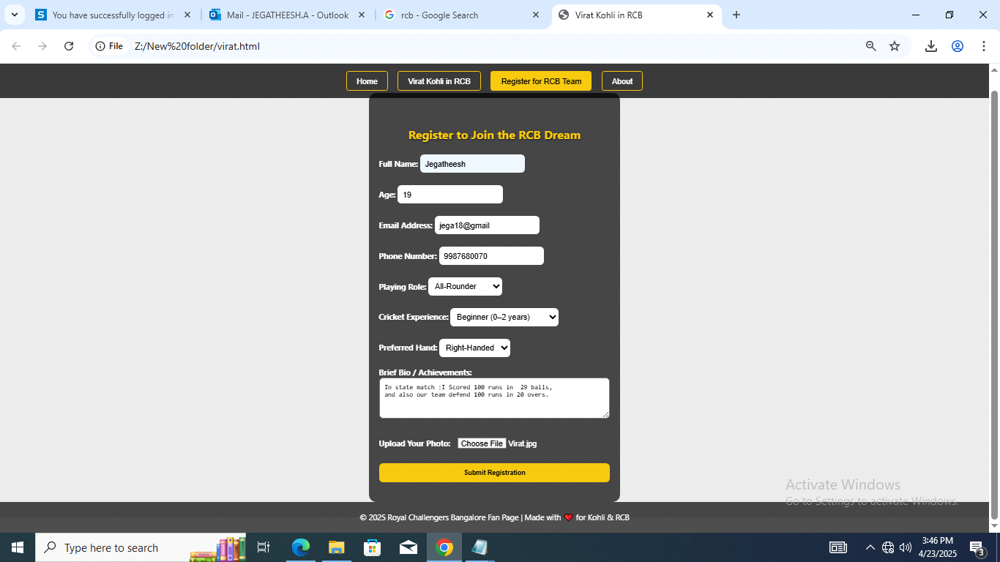 You have successfully logged in
Mail - JEGATHEESH.A - Outlook
rcb - Google Search
Virat Kohli in RCB
File
Z:/New%20folder/virat.html
Home
Virat Kohli in RCB
Register for RCB Team
About
Register to Join the RCB Dream
Full Name: Jegatheesh
Age: 19
Email Address: jega18@gmail
Phone Number: 9987680070
Playing Role: All-Rounder
Cricket Experience: Beginner (0–2 years)
Preferred Hand: Right-Handed
Brief Bio / Achievements:
In state match :I Scored 100 runs in  29 balls,
and also our team defend 100 runs in 20 overs.
Upload Your Photo: Choose File Virat.jpg
Submit Registration
Activate Windows
Go to Settings to activate Windows.
© 2025 Royal Challengers Bangalore Fan Page | Made with ❤️ for Kohli & RCB
Type here to search
3:46 PM
4/23/2025
3